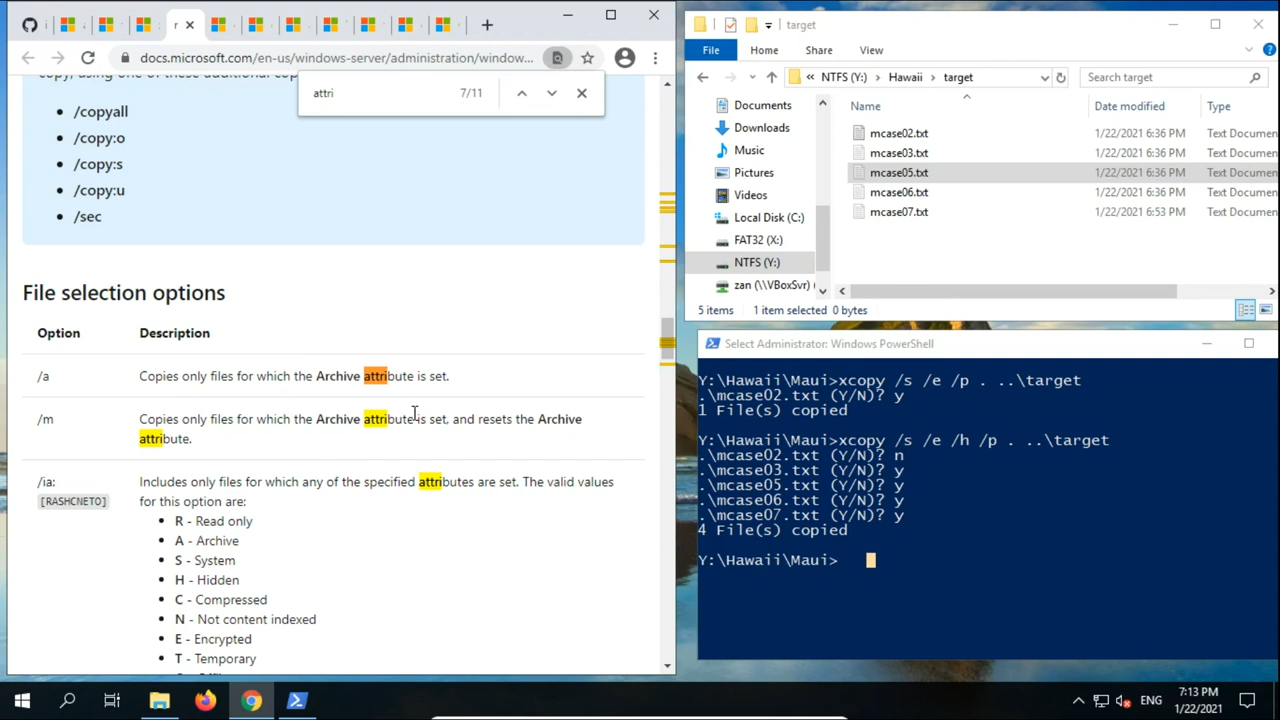 r
docs.microsoft.com/en-us/windows-server/administration/window...
attri
7/11
copy, using one of these additional cop
/copyall
/copy:o
/copy:s
/copy:u
/sec
File selection options
Option Description
/a Copies only files for which the Archive attribute is set.
/m Copies only files for which the Archive attribute is set, and resets the Archive
attribute.
/ia: Includes only files for which any of the specified attributes are set. The valid values
[RASHCNETO] for this option are:
R - Read only
A - Archive
S - System
H - Hidden
C - Compressed
N - Not content indexed
E - Encrypted
T - Temporary
target
File Home Share View
NTFS (Y:) Hawaii target
Search target
Documents
Downloads
Music
Pictures
Videos
Local Disk (C:)
FAT32 (X:)
NTFS (Y:)
zan (\\VBoxSvr) (
Name Date modified Type
mcase02.txt 1/22/2021 6:36 PM Text Documen
mcase03.txt 1/22/2021 6:36 PM Text Documen
mcase05.txt 1/22/2021 6:36 PM Text Documen
mcase06.txt 1/22/2021 6:36 PM Text Documen
mcase07.txt 1/22/2021 6:53 PM Text Documen
5 items 1 item selected 0 bytes
Select Administrator: Windows PowerShell
Y:\Hawaii\Maui>xcopy /s /e /p . ..\target
.\mcase02.txt (Y/N)? y
1 File(s) copied
Y:\Hawaii\Maui>xcopy /s /e /h /p . ..\target
.\mcase02.txt (Y/N)? n
.\mcase03.txt (Y/N)? y
.\mcase05.txt (Y/N)? y
.\mcase06.txt (Y/N)? y
.\mcase07.txt (Y/N)? y
4 File(s) copied
Y:\Hawaii\Maui>
ENG
7:13 PM
1/22/2021